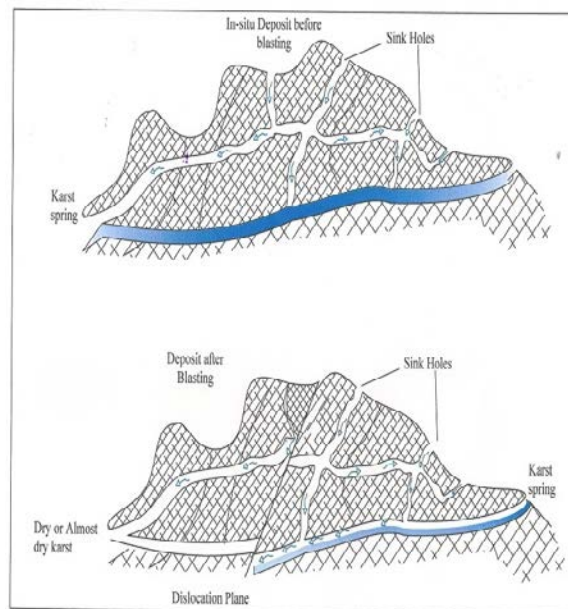 In-situ Deposit before
blasting
Sink Holes
Karst
spring
Deposit after
Blasting
Sink Holes
Karst
spring
Dry or Almost
dry karst
Dislocation Plane